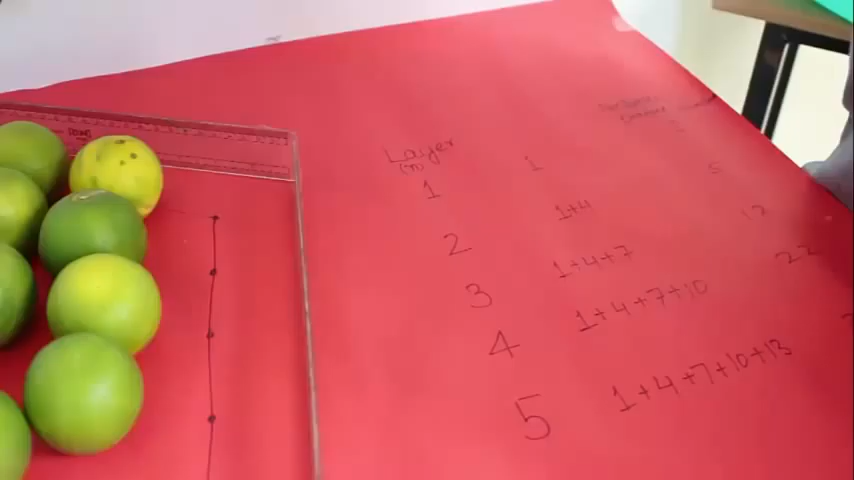 Layer
(n)
1 1
2 1+4 5
3 1+4+7 12
4 1+4+7+10 22
5 1+4+7+10+13